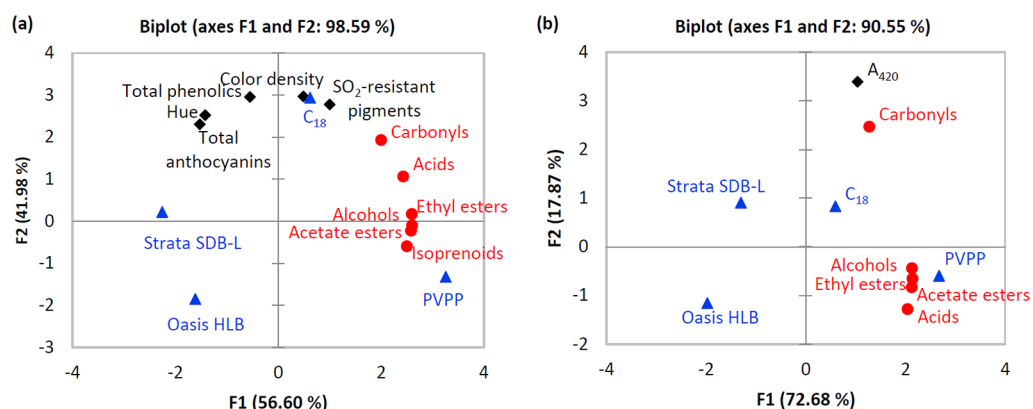 (a)
Biplot (axes F1 and F2: 98.59 %)
4
3
2
1
0
-1
-2
-3
F2 (41.98 %)
Color density
Total phenolics
SO₂-resistant
pigments
Hue
C₁₈
Total
anthocyanins
Carbonyls
Acids
Ethyl esters
Alcohols
Acetate esters
Isoprenoids
Strata SDB-L
PVPP
Oasis HLB
-4
-2
0
2
4
F1 (56.60 %)
(b)
Biplot (axes F1 and F2: 90.55 %)
4
3
2
1
0
-1
-2
F2 (17.87 %)
A₄₂₀
Carbonyls
Strata SDB-L
C₁₈
PVPP
Alcohols
Ethyl esters
Acetate esters
Oasis HLB
Acids
-4
-2
0
2
4
F1 (72.68 %)